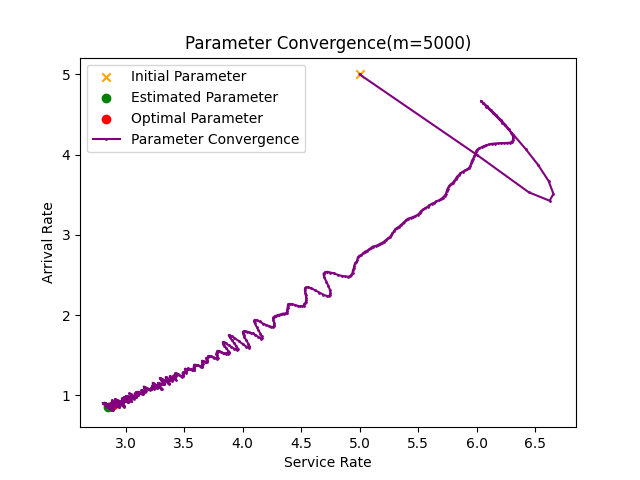 Parameter Convergence(m=5000)
Initial Parameter
Estimated Parameter
Optimal Parameter
Parameter Convergence
5
4
3
2
1
Arrival Rate
3.0 3.5 4.0 4.5 5.0 5.5 6.0 6.5
Service Rate